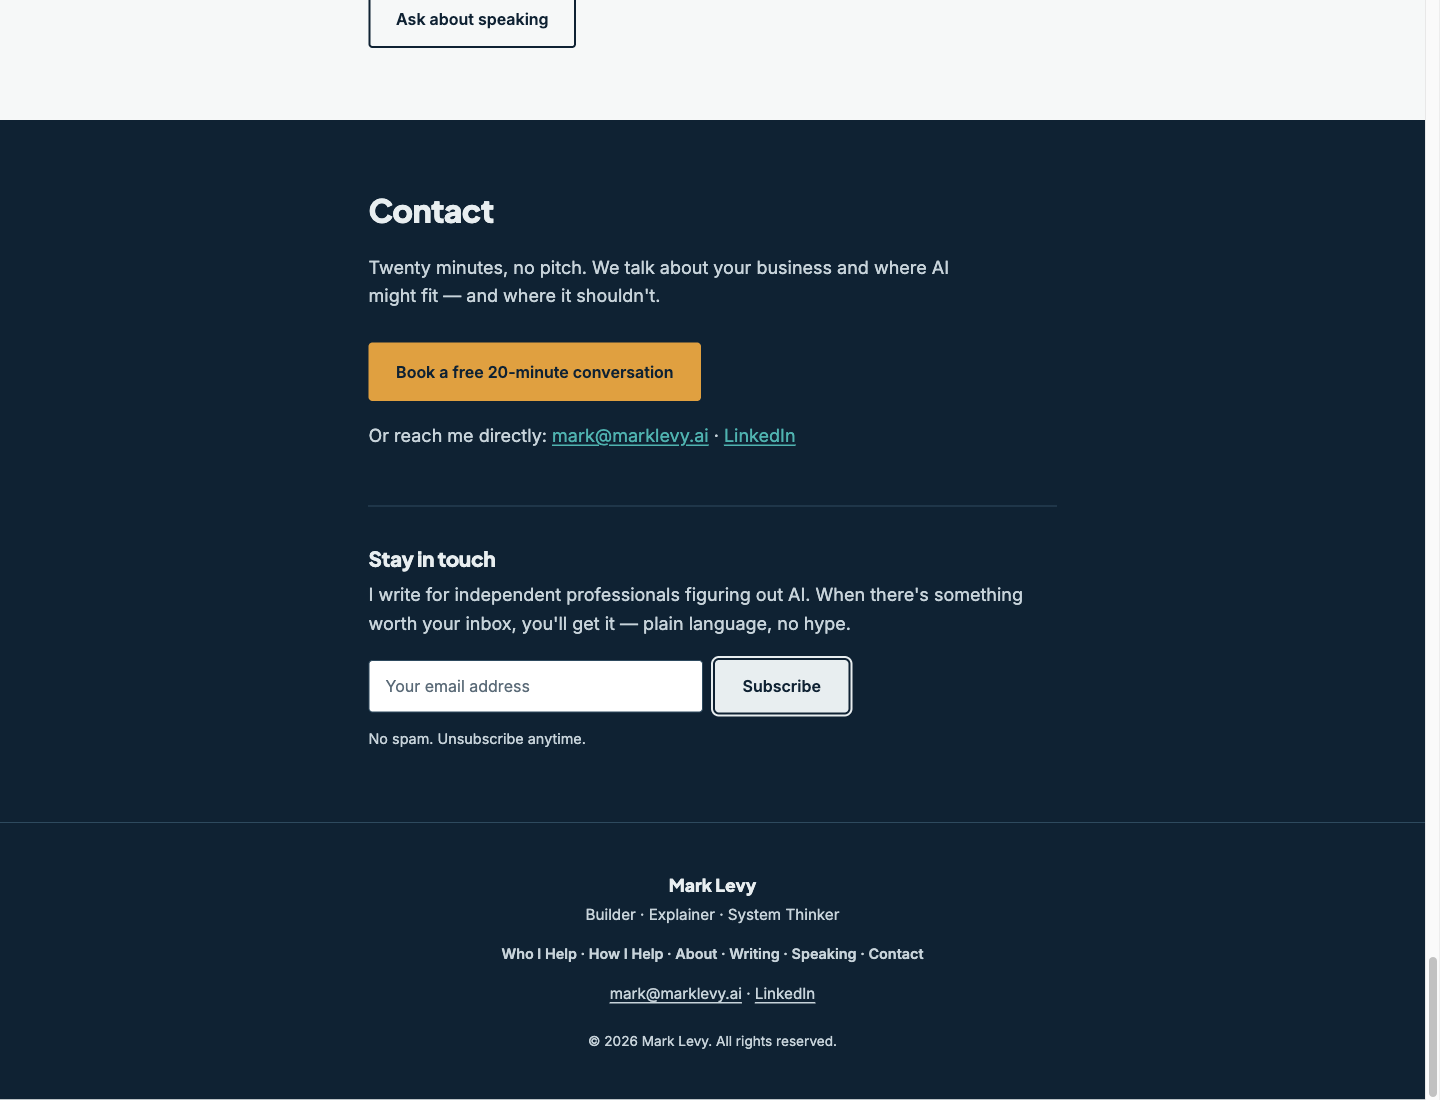 Ask about speaking
Contact
Twenty minutes, no pitch. We talk about your business and where AI
might fit — and where it shouldn't.
Book a free 20-minute conversation
Or reach me directly: mark@marklevy.ai · LinkedIn
Stay in touch
I write for independent professionals figuring out AI. When there's something
worth your inbox, you'll get it — plain language, no hype.
Your email address
Subscribe
No spam. Unsubscribe anytime.
Mark Levy
Builder · Explainer · System Thinker
Who I Help · How I Help · About · Writing · Speaking · Contact
mark@marklevy.ai · LinkedIn
© 2026 Mark Levy. All rights reserved.